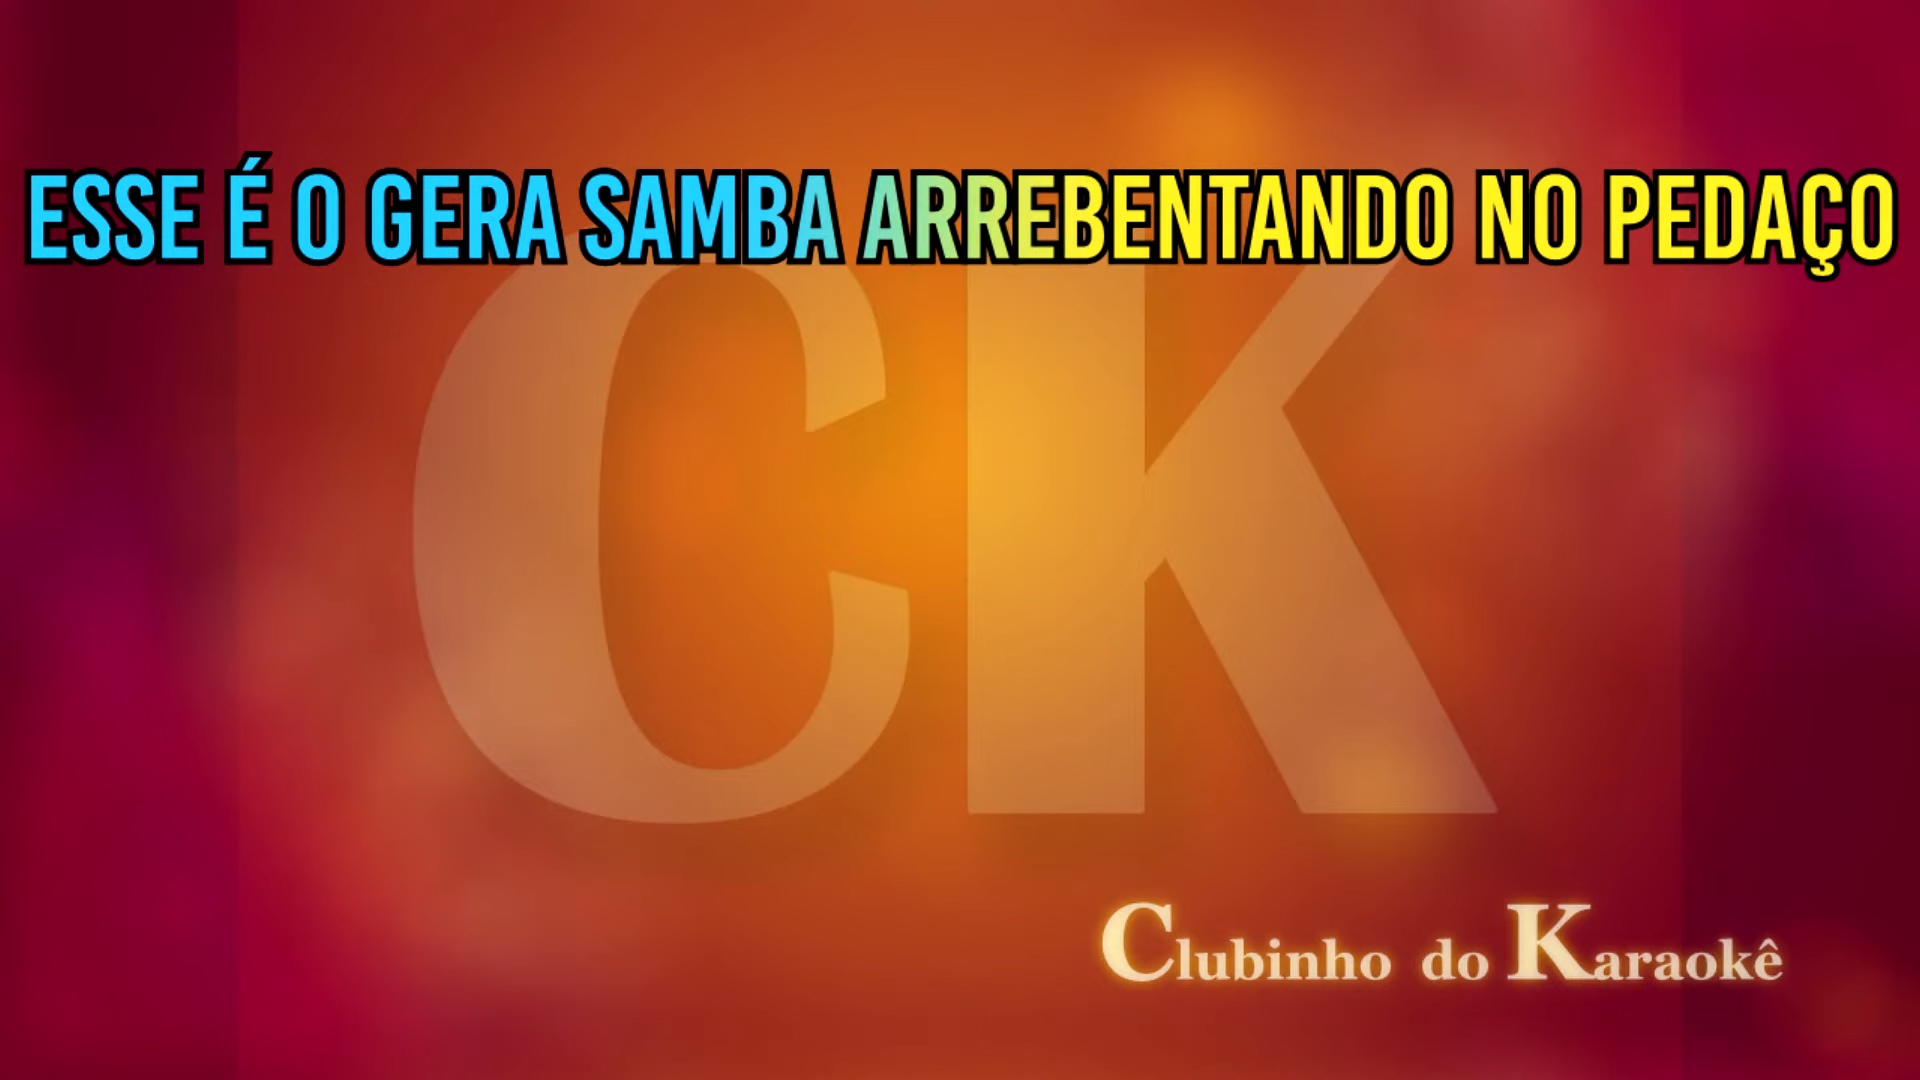 ESSE É O GERA SAMBA ARREBENTANDO NO PEDAÇO
CK
Clubinho do Karaokê